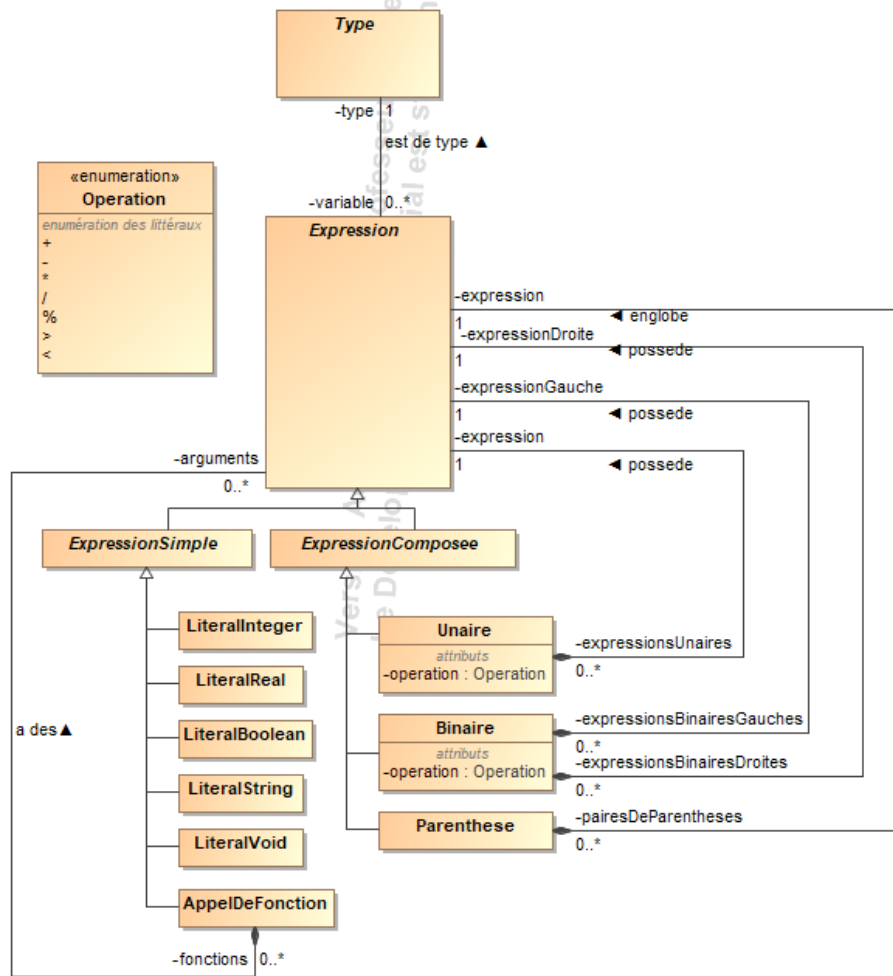 Type
-type 1
est de type ▲
-variable 0..*
«enumeration»
Operation
enumération des littéraux
+
-
*
/
%
>
<
Expression
-expression
1
◄ englobe
-expressionDroite
1
◄ possede
-expressionGauche
1
◄ possede
-expression
1
◄ possede
-arguments
0..*
ExpressionSimple
ExpressionComposee
LiteralInteger
LiteralReal
LiteralBoolean
LiteralString
LiteralVoid
AppelDeFonction
a des ▲
-fonctions 0..*
Unaire
attributs
-operation : Operation
-expressionsUnaires
0..*
Binaire
attributs
-operation : Operation
-expressionsBinairesGauches
0..*
-expressionsBinairesDroites
0..*
Parenthese
-pairesDeParentheses
0..*